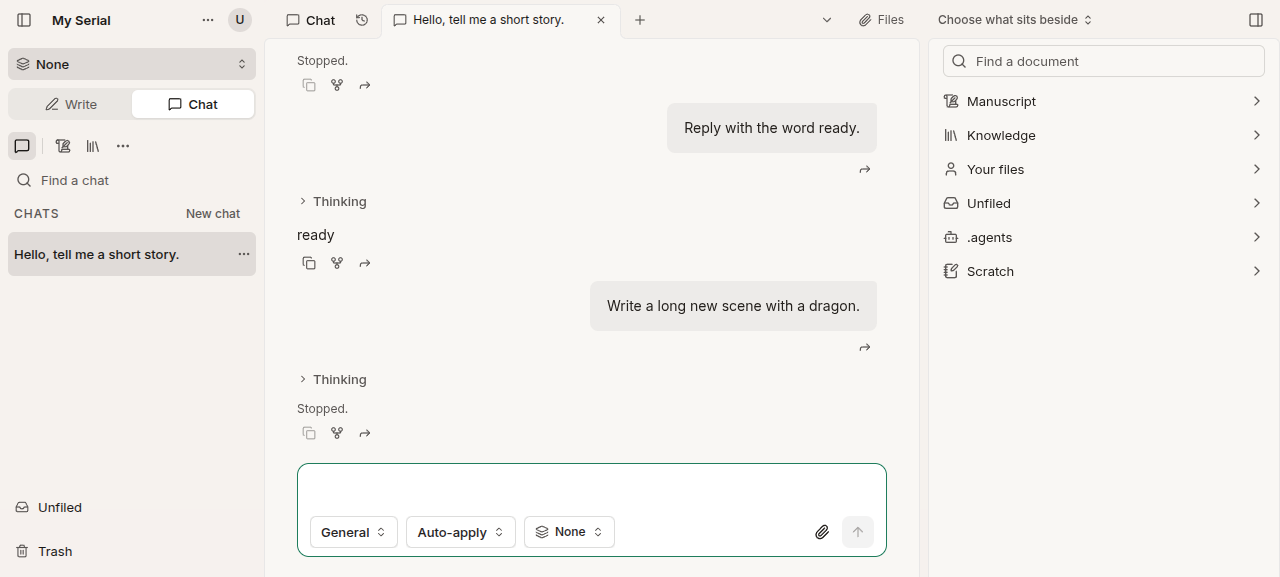 My Serial
U
None
Write
Chat
Find a chat
CHATS
New chat
Hello, tell me a short story.
Unfiled
Trash
Chat
Hello, tell me a short story.
Files
Stopped.
Reply with the word ready.
Thinking
ready
Write a long new scene with a dragon.
Thinking
Stopped.
General
Auto-apply
None
Choose what sits beside
Find a document
Manuscript
Knowledge
Your files
Unfiled
.agents
Scratch